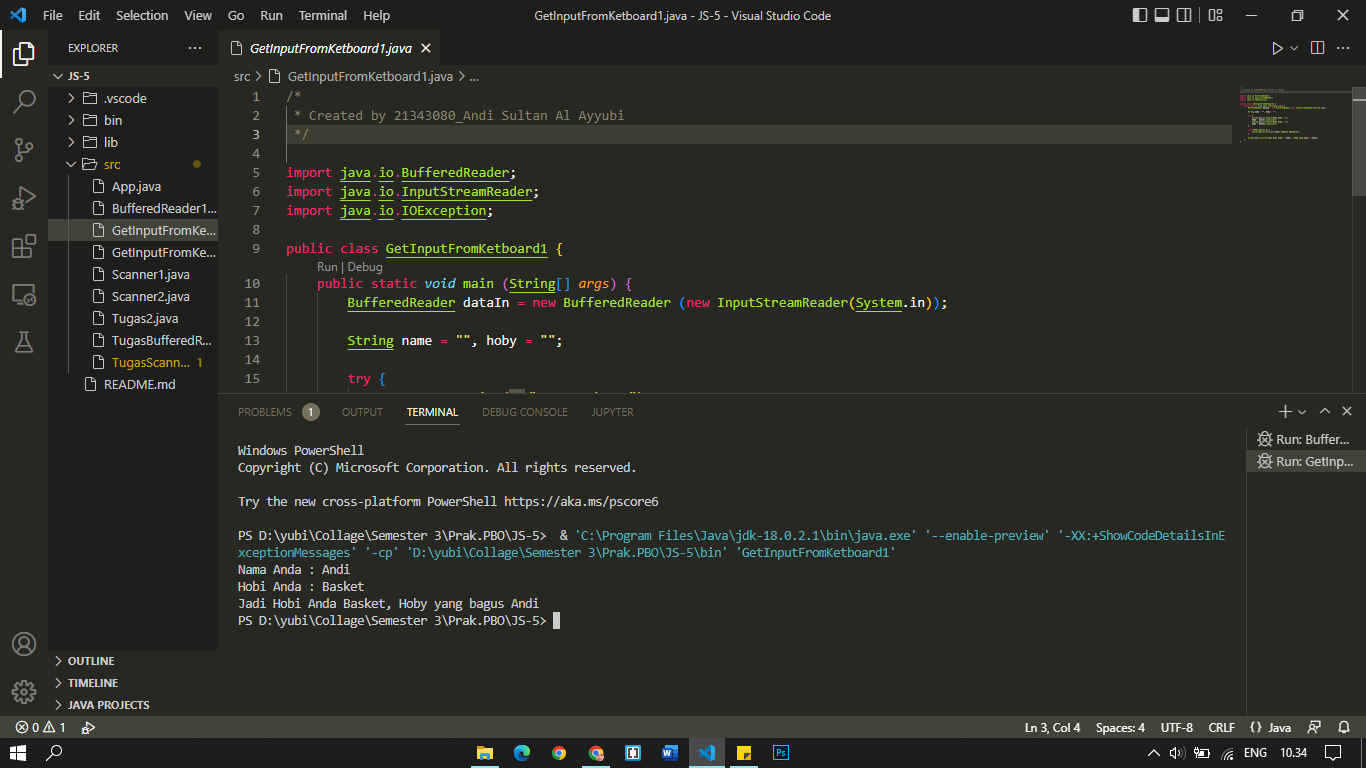 File Edit Selection View Go Run Terminal Help GetInputFromKetboard1.java - JS-5 - Visual Studio Code
EXPLORER ...
JS-5
.vscode
bin
lib
src
App.java
BufferedReader1...
GetInputFromKe...
GetInputFromKe...
Scanner1.java
Scanner2.java
Tugas2.java
TugasBufferedR...
TugasScann... 1
README.md
OUTLINE
TIMELINE
JAVA PROJECTS
GetInputFromKetboard1.java
src > GetInputFromKetboard1.java > ...
1 /*
2 * Created by 21343080_Andi Sultan Al Ayyubi
3 */
4
5 import java.io.BufferedReader;
6 import java.io.InputStreamReader;
7 import java.io.IOException;
8
9 public class GetInputFromKetboard1 {
Run | Debug
10 public static void main (String[] args) {
11 BufferedReader dataIn = new BufferedReader (new InputStreamReader(System.in));
12
13 String name = "", hoby = "";
14
15 try {
PROBLEMS 1 OUTPUT TERMINAL DEBUG CONSOLE JUPYTER
Windows PowerShell
Copyright (C) Microsoft Corporation. All rights reserved.
Try the new cross-platform PowerShell https://aka.ms/pscore6
PS D:\yubi\Collage\Semester 3\Prak.PBO\JS-5> & 'C:\Program Files\Java\jdk-18.0.2.1\bin\java.exe' '--enable-preview' '-XX:+ShowCodeDetailsInE
xceptionMessages' '-cp' 'D:\yubi\Collage\Semester 3\Prak.PBO\JS-5\bin' 'GetInputFromKetboard1'
Nama Anda : Andi
Hobi Anda : Basket
Jadi Hobi Anda Basket, Hoby yang bagus Andi
PS D:\yubi\Collage\Semester 3\Prak.PBO\JS-5>
Run: Buffer...
Run: GetInp...
0 1 Ln 3, Col 4 Spaces: 4 UTF-8 CRLF {} Java
W Ps ENG 10.34